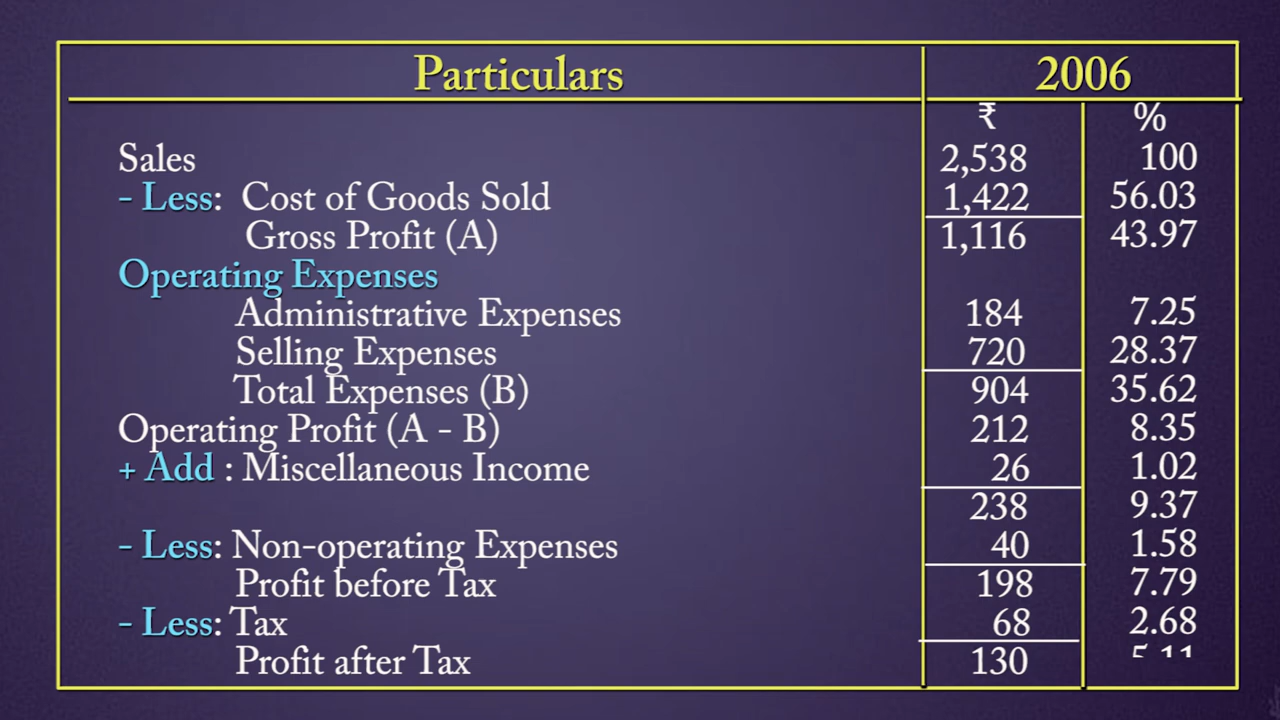 Particulars 2006
₹ %
Sales 2,538 100
- Less: Cost of Goods Sold 1,422 56.03
Gross Profit (A) 1,116 43.97
Operating Expenses
Administrative Expenses 184 7.25
Selling Expenses 720 28.37
Total Expenses (B) 904 35.62
Operating Profit (A - B) 212 8.35
+ Add : Miscellaneous Income 26 1.02
238 9.37
- Less: Non-operating Expenses 40 1.58
Profit before Tax 198 7.79
- Less: Tax 68 2.68
Profit after Tax 130